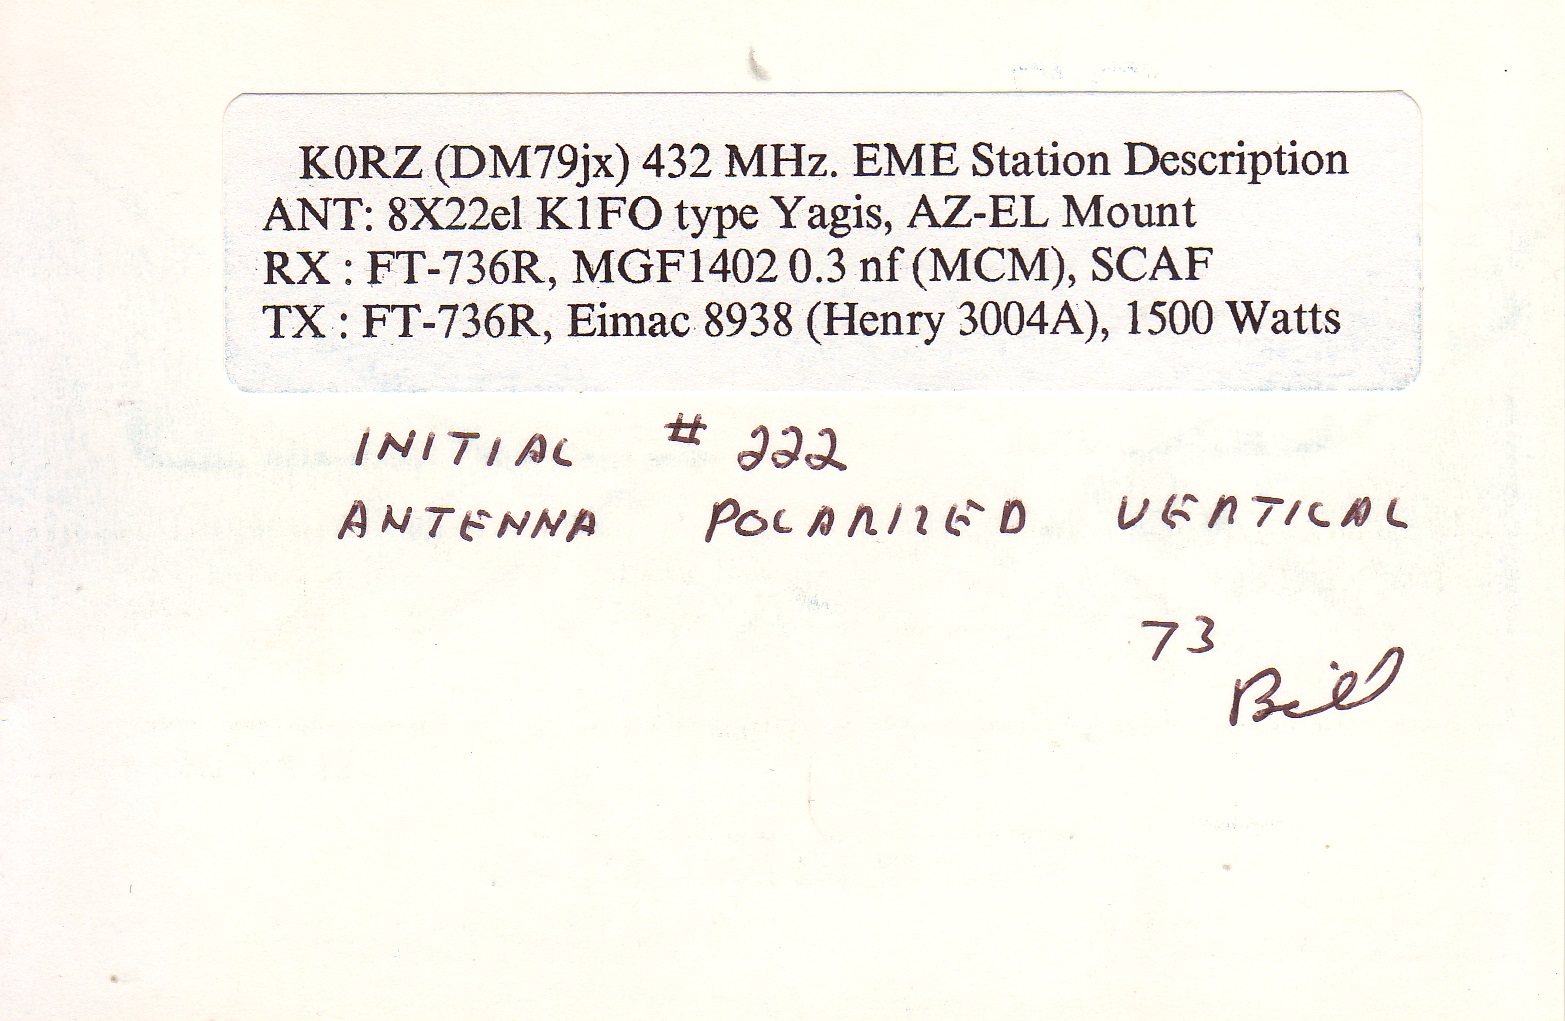 K0RZ (DM79jx) 432 MHz. EME Station Description
ANT: 8X22el K1FO type Yagis, AZ-EL Mount
RX : FT-736R, MGF1402 0.3 nf (MCM), SCAF
TX : FT-736R, Eimac 8938 (Henry 3004A), 1500 Watts
INITIAL # 222
ANTENNA POLARIZED VERTICAL
73
Bill